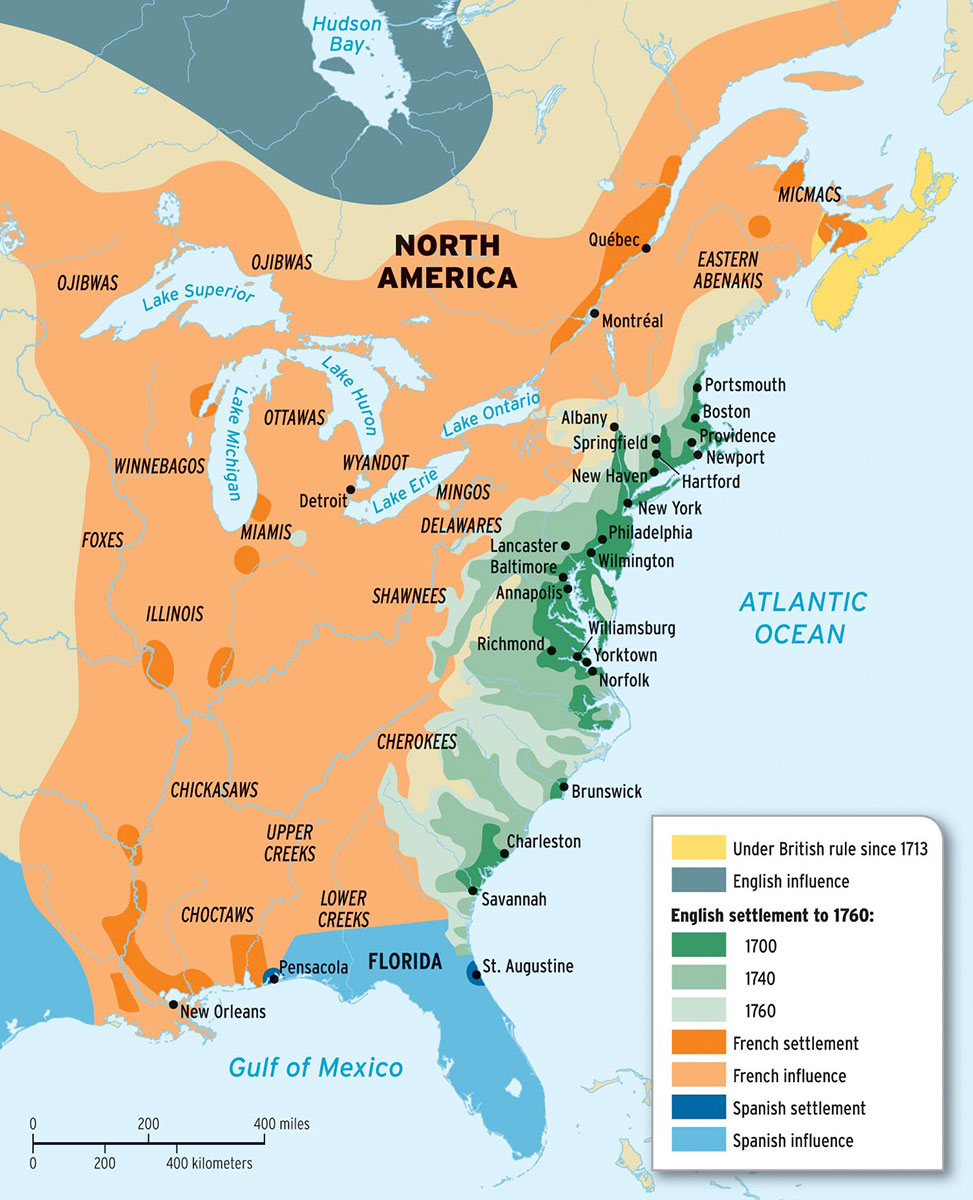 Hudson
Bay
MICMACS
Québec
NORTH
AMERICA
EASTERN
ABENAKIS
OJIBWAS
OJIBWAS
Lake Superior
Montréal
Lake Huron
Lake Michigan
Portsmouth
Lake Ontario
Boston
OTTAWAS
Albany
Providence
Springfield
Newport
WINNEBAGOS
WYANDOT
New Haven
Hartford
Lake Erie
MINGOS
Detroit
New York
DELAWARES
FOXES
MIAMIS
Philadelphia
Lancaster
Wilmington
Baltimore
Annapolis
SHAWNEES
ATLANTIC
OCEAN
ILLINOIS
Williamsburg
Richmond
Yorktown
Norfolk
CHEROKEES
CHICKASAWS
Brunswick
UPPER
CREEKS
Charleston
LOWER
CREEKS
Savannah
CHOCTAWS
Pensacola
FLORIDA
St. Augustine
New Orleans
Gulf of Mexico
0 200 400 miles
0 200 400 kilometers
Under British rule since 1713
English influence
English settlement to 1760:
1700
1740
1760
French settlement
French influence
Spanish settlement
Spanish influence